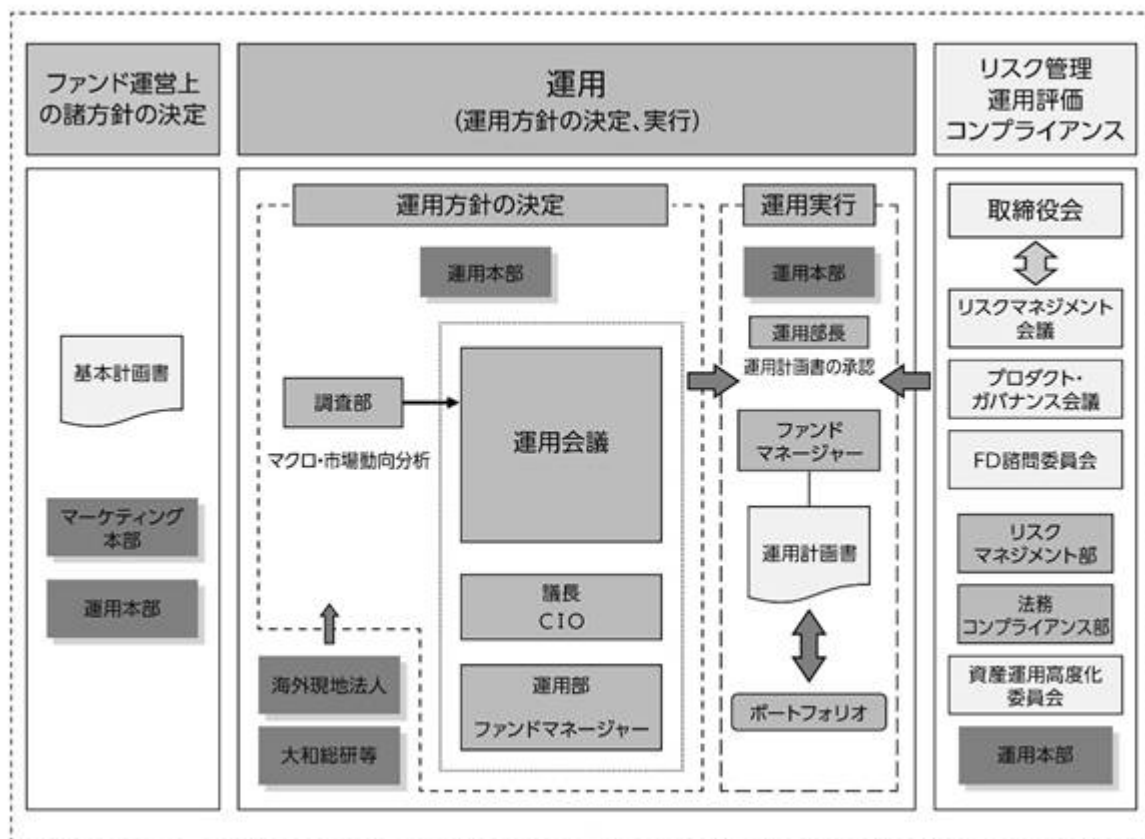 ファンド運営上
の諸方針の決定
運用
(運用方針の決定、実行)
リスク管理
運用評価
コンプライアンス
基本計画書
マーケティング
本部
運用本部
運用方針の決定
運用本部
調査部
マクロ・市場動向分析
運用会議
議長
CIO
運用部
ファンドマネージャー
海外現地法人
大和総研等
運用実行
運用本部
運用部長
運用計画書の承認
ファンド
マネージャー
運用計画書
ポートフォリオ
取締役会
リスクマネジメント
会議
プロダクト・
ガバナンス会議
FD諮問委員会
リスク
マネジメント部
法務
コンプライアンス部
資産運用高度化
委員会
運用本部